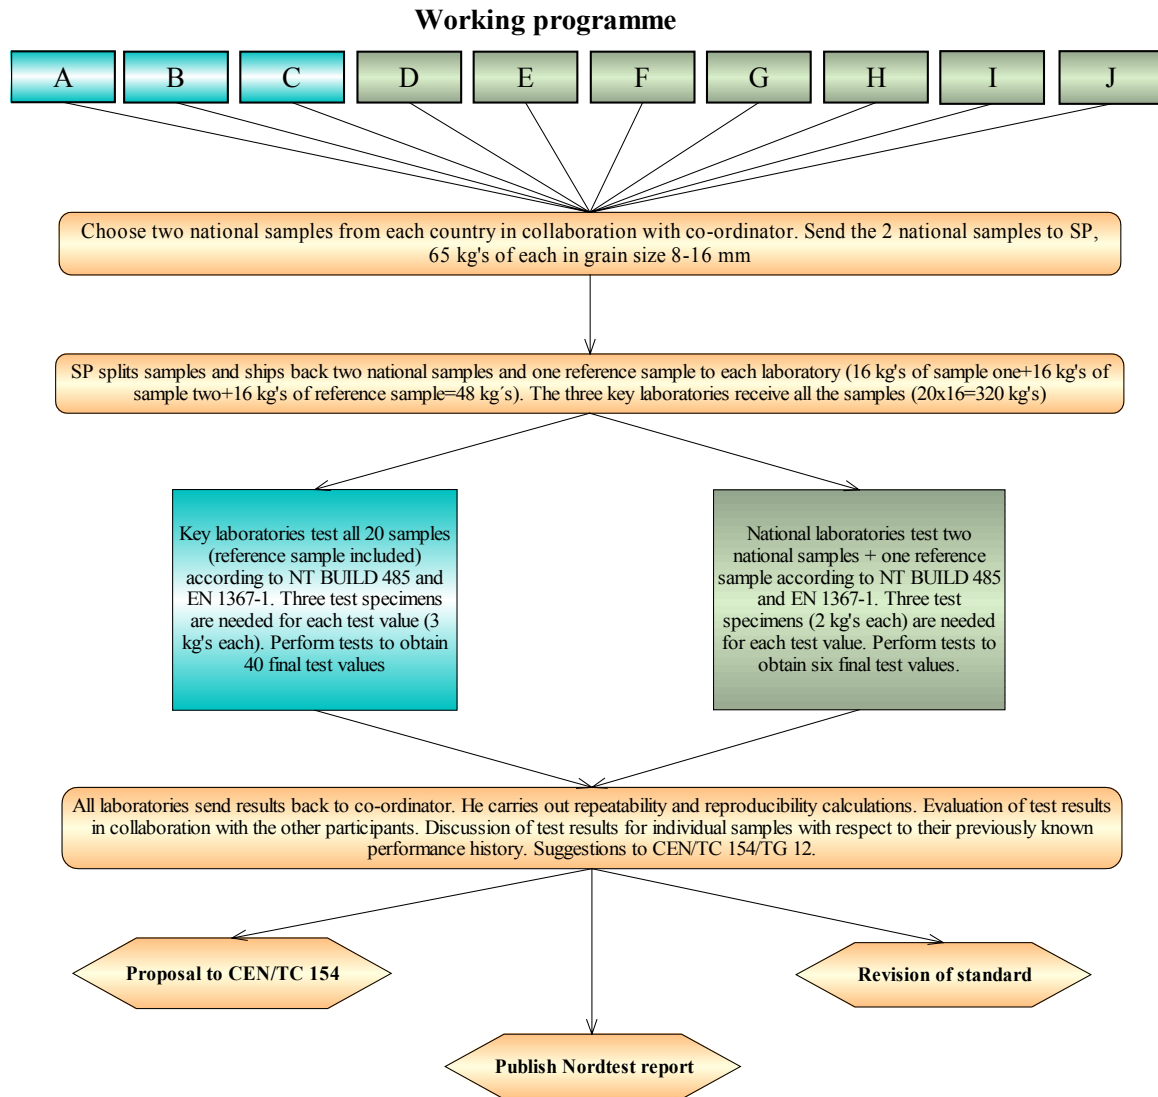 Working programme
A B C D E F G H I J
Choose two national samples from each country in collaboration with co-ordinator. Send the 2 national samples to SP,
65 kg's of each in grain size 8-16 mm
SP splits samples and ships back two national samples and one reference sample to each laboratory (16 kg's of sample one+16 kg's of
sample two+16 kg's of reference sample=48 kg´s). The three key laboratories receive all the samples (20x16=320 kg's)
Key laboratories test all 20 samples
(reference sample included)
according to NT BUILD 485 and
EN 1367-1. Three test specimens
are needed for each test value (3
kg's each). Perform tests to obtain
40 final test values
National laboratories test two
national samples + one reference
sample according to NT BUILD 485
and EN 1367-1. Three test
specimens (2 kg's each) are needed
for each test value. Perform tests to
obtain six final test values.
All laboratories send results back to co-ordinator. He carries out repeatability and reproducibility calculations. Evaluation of test results
in collaboration with the other participants. Discussion of test results for individual samples with respect to their previously known
performance history. Suggestions to CEN/TC 154/TG 12.
Proposal to CEN/TC 154
Revision of standard
Publish Nordtest report